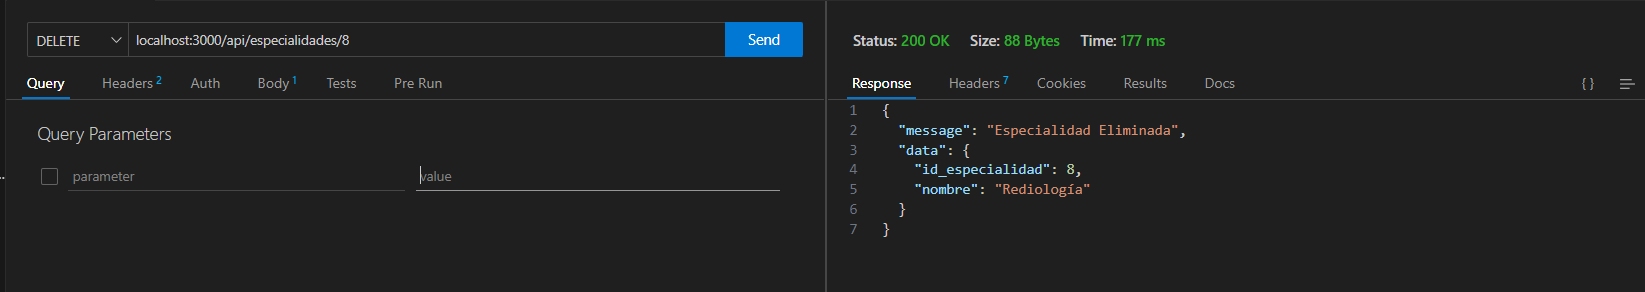 DELETE localhost:3000/api/especialidades/8 Send
Query Headers 2 Auth Body 1 Tests Pre Run
Query Parameters
parameter value
Status: 200 OK Size: 88 Bytes Time: 177 ms
Response Headers 7 Cookies Results Docs { }
1 {
2 "message": "Especialidad Eliminada",
3 "data": {
4 "id_especialidad": 8,
5 "nombre": "Rediología"
6 }
7 }